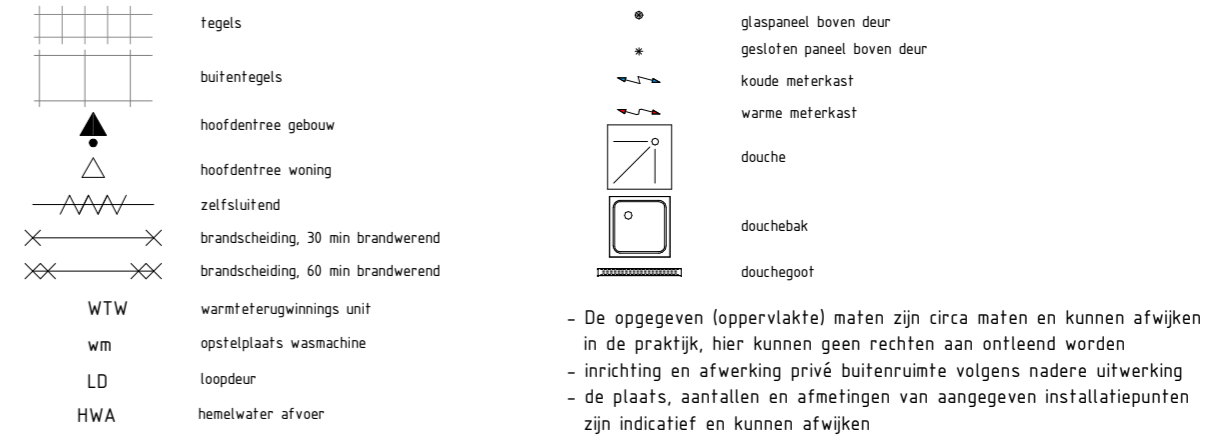 tegels
buitentegels
hoofdentree gebouw
hoofdentree woning
zelfsluitend
brandscheiding, 30 min brandwerend
brandscheiding, 60 min brandwerend
WTW warmteterugwinnings unit
wm opstelplaats wasmachine
LD loopdeur
HWA hemelwater afvoer
glaspaneel boven deur
gesloten paneel boven deur
koude meterkast
warme meterkast
douche
douchebak
douchegoot
- De opgegeven (oppervlakte) maten zijn circa maten en kunnen afwijken
in de praktijk, hier kunnen geen rechten aan ontleend worden
- inrichting en afwerking privé buitenruimte volgens nadere uitwerking
- de plaats, aantallen en afmetingen van aangegeven installatiepunten
zijn indicatief en kunnen afwijken